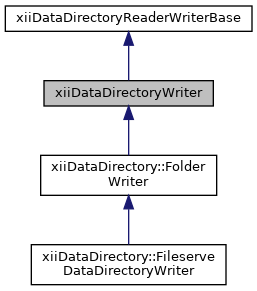 xiiDataDirectoryReaderWriterBase
xiiDataDirectoryWriter
xiiDataDirectory::Folder
Writer
xiiDataDirectory::Fileserve
DataDirectoryWriter